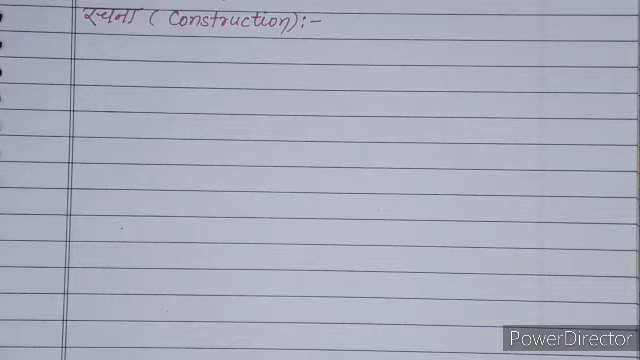 रचना ( Construction):-
PowerDirector